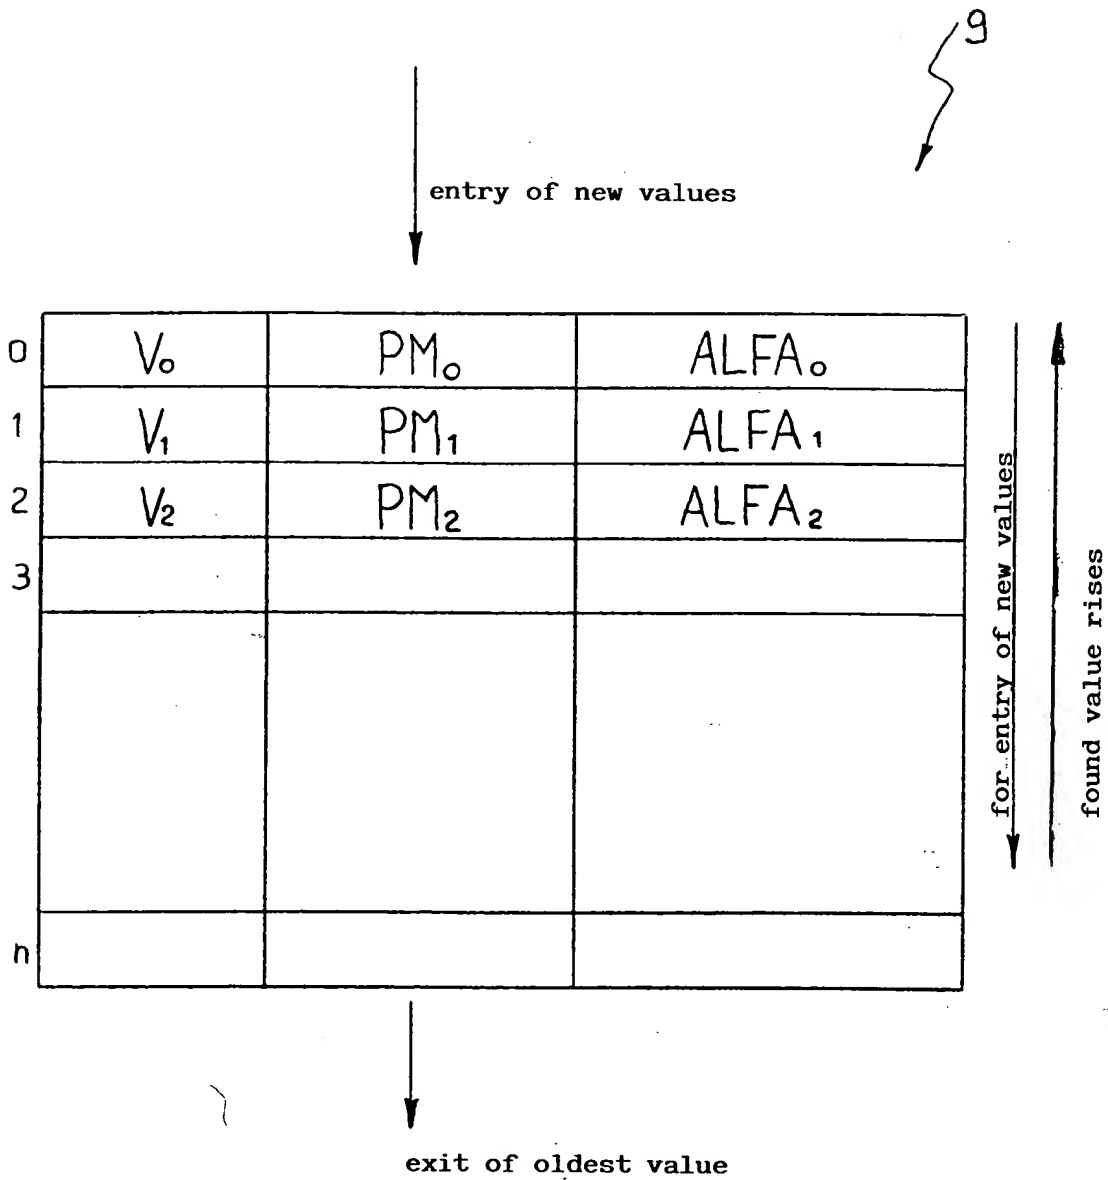 9
entry of new values
0 V₀ PM₀ ALFA₀
1 V₁ PM₁ ALFA₁
2 V₂ PM₂ ALFA₂
3
n
for entry of new values
found value rises
exit of oldest value